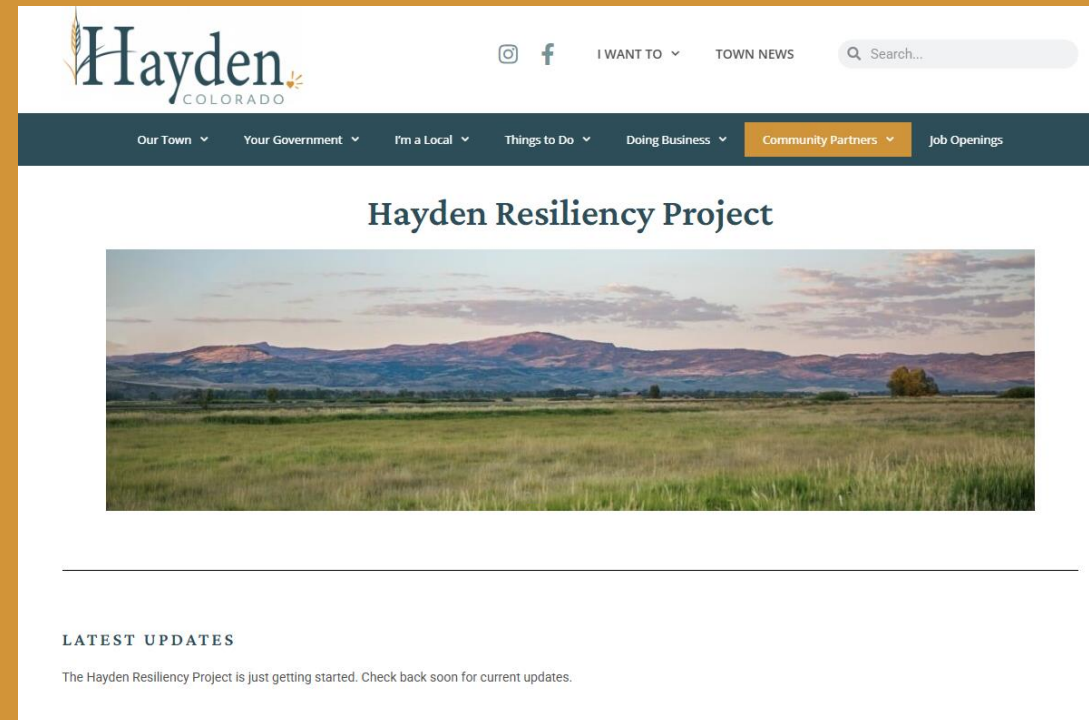 Hayden
COLORADO
I WANT TO
TOWN NEWS
Search...
Our Town
Your Government
I'm a Local
Things to Do
Doing Business
Community Partners
Job Openings
Hayden Resiliency Project
LATEST UPDATES
The Hayden Resiliency Project is just getting started. Check back soon for current updates.